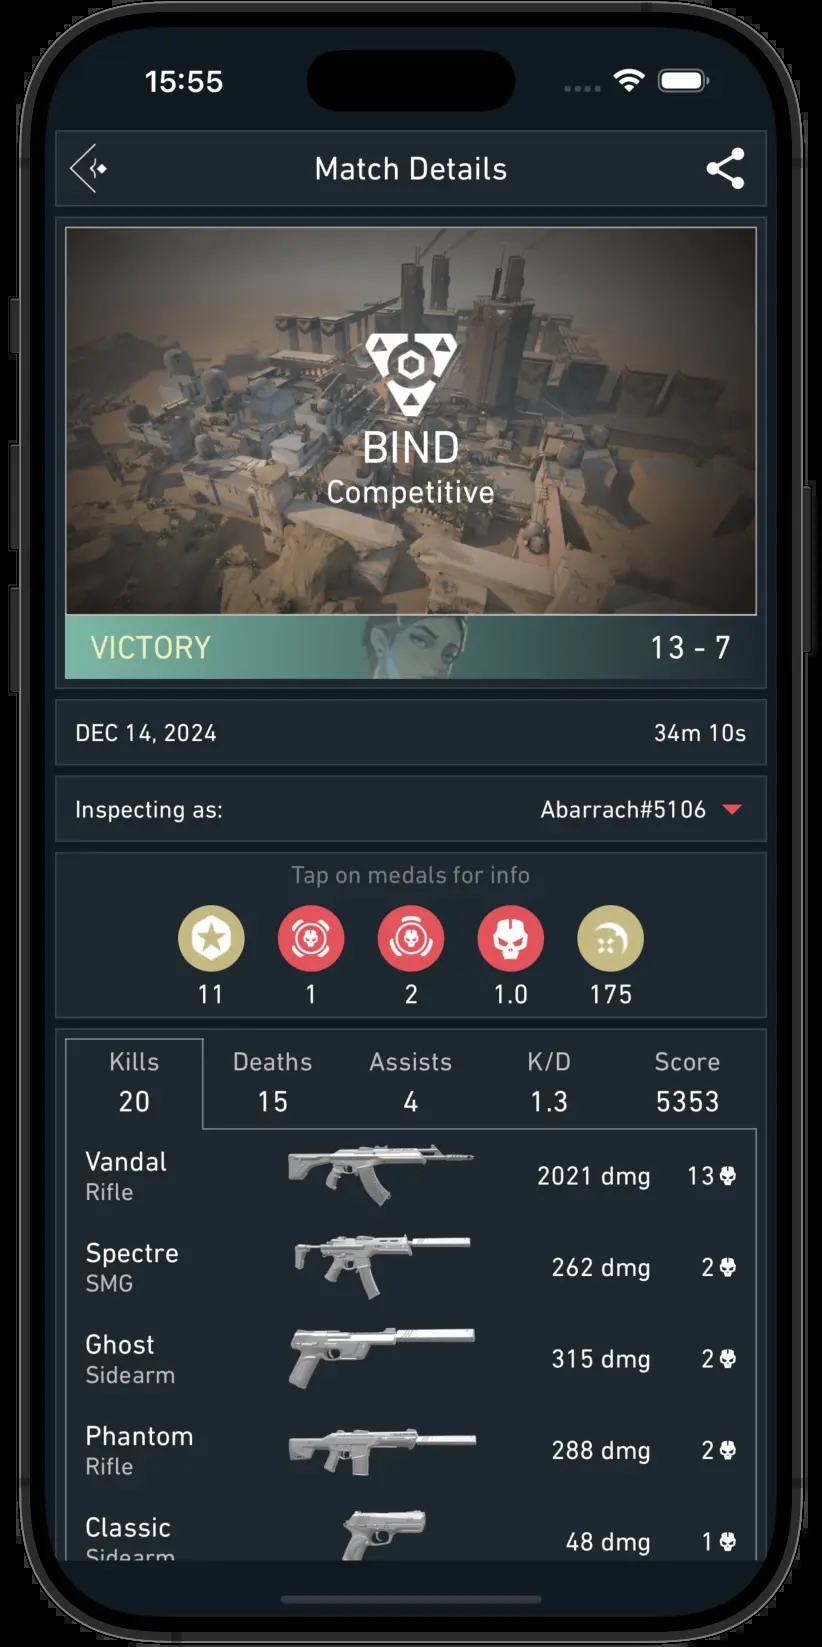 15:55
Match Details
BIND
Competitive
VICTORY 13 - 7
DEC 14, 2024 34m 10s
Inspecting as: Abarrach#5106
Tap on medals for info
11 1 2 1.0 175
Kills Deaths Assists K/D Score
20 15 4 1.3 5353
Vandal
Rifle
2021 dmg 13
Spectre
SMG
262 dmg 2
Ghost
Sidearm
315 dmg 2
Phantom
Rifle
288 dmg 2
Classic
Sidearm
48 dmg 1